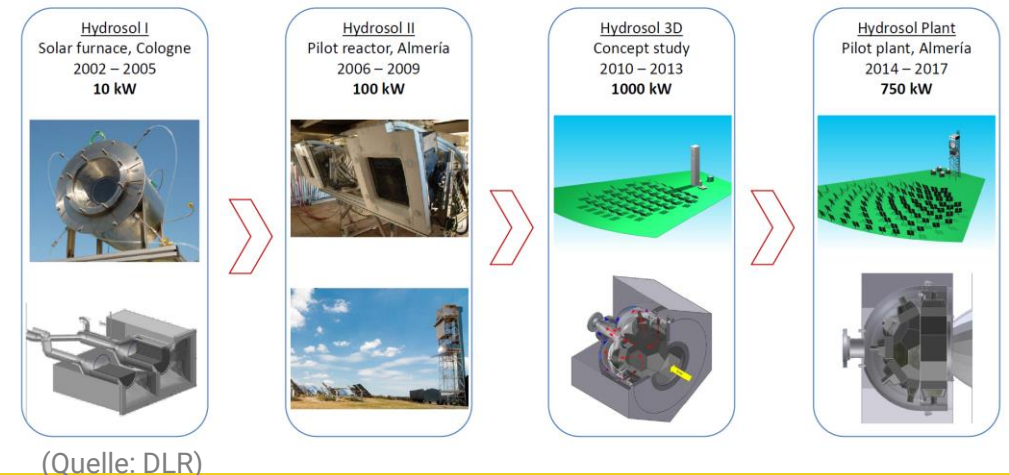 Hydrosol I
Solar furnace, Cologne
2002 – 2005
10 kW
Hydrosol II
Pilot reactor, Almería
2006 – 2009
100 kW
Hydrosol 3D
Concept study
2010 – 2013
1000 kW
Hydrosol Plant
Pilot plant, Almería
2014 – 2017
750 kW
(Quelle: DLR)